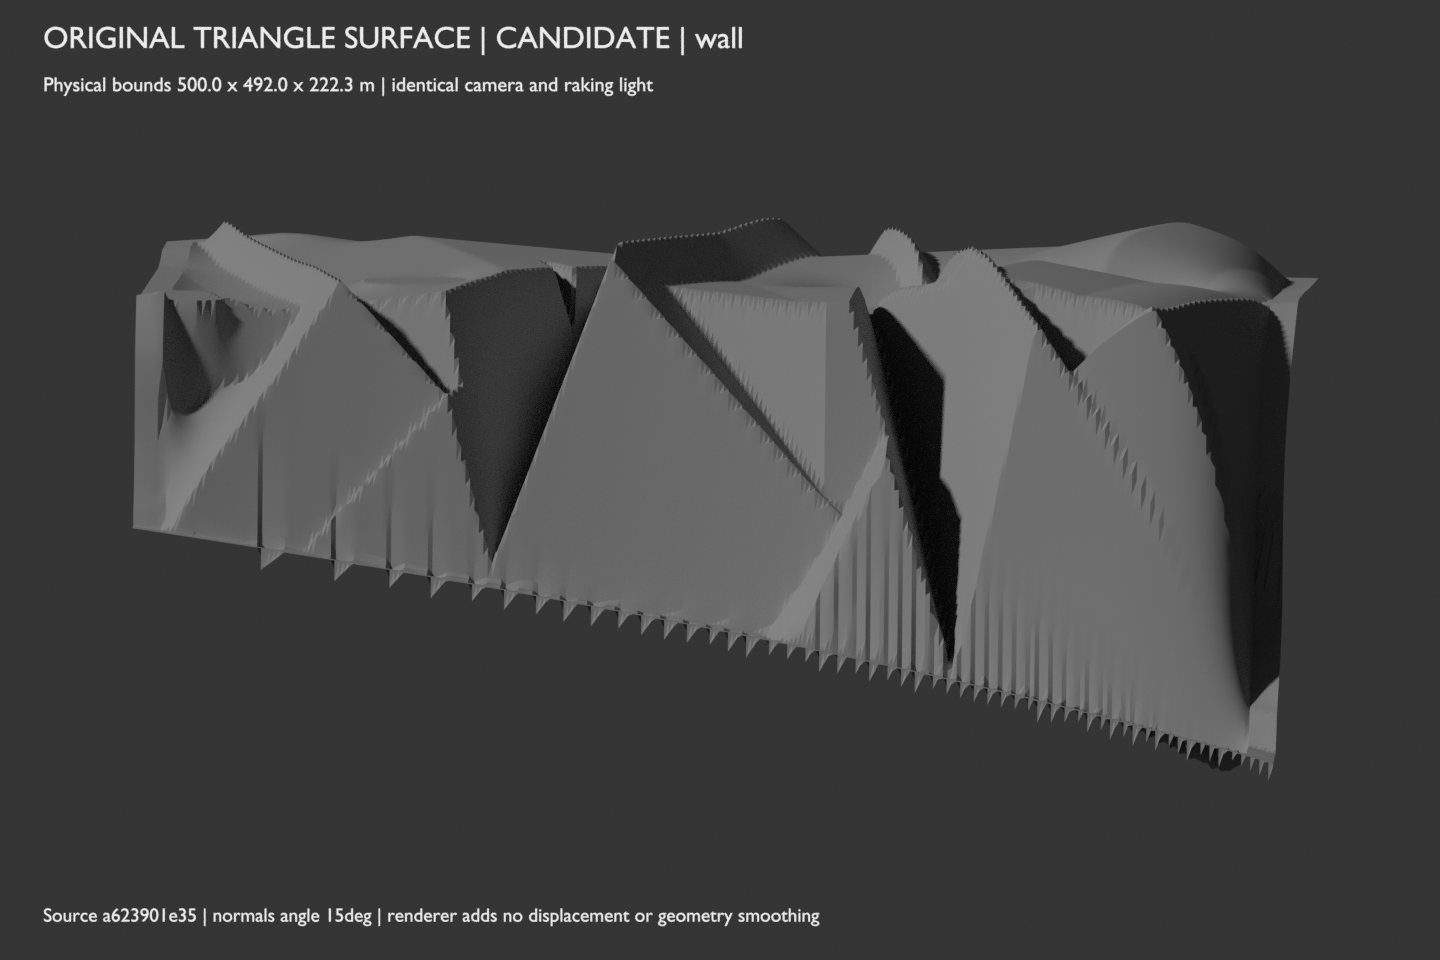 ORIGINAL TRIANGLE SURFACE | CANDIDATE | wall
Physical bounds 500.0 x 492.0 x 222.3 m | identical camera and raking light
Source a623901e35 | normals angle 15deg | renderer adds no displacement or geometry smoothing